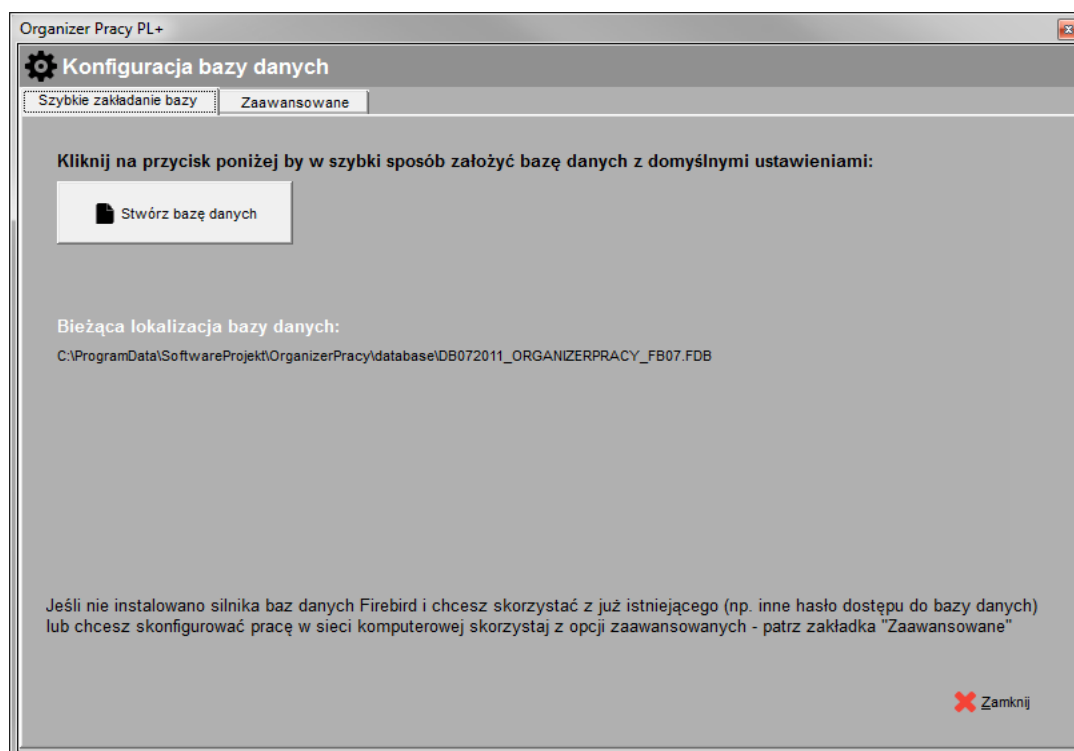 Organizer Pracy PL+
Konfiguracja bazy danych
Szybkie zakładanie bazy
Zaawansowane
Kliknij na przycisk poniżej by w szybki sposób założyć bazę danych z domyślnymi ustawieniami:
Stwórz bazę danych
Bieżąca lokalizacja bazy danych:
C:\ProgramData\SoftwareProjekt\OrganizerPracy\database\DB072011_ORGANIZERPRACY_FB07.FDB
Jeśli nie instalowano silnika baz danych Firebird i chcesz skorzystać z już istniejącego (np. inne hasło dostępu do bazy danych)
lub chcesz skonfigurować pracę w sieci komputerowej skorzystaj z opcji zaawansowanych - patrz zakładka "Zaawansowane"
Zamknij